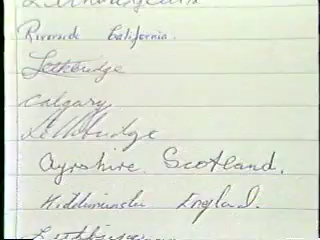 Riverside California.
Lethbridge
Calgary
Lethbridge
Ayrshire, Scotland.
Kidderminster England.